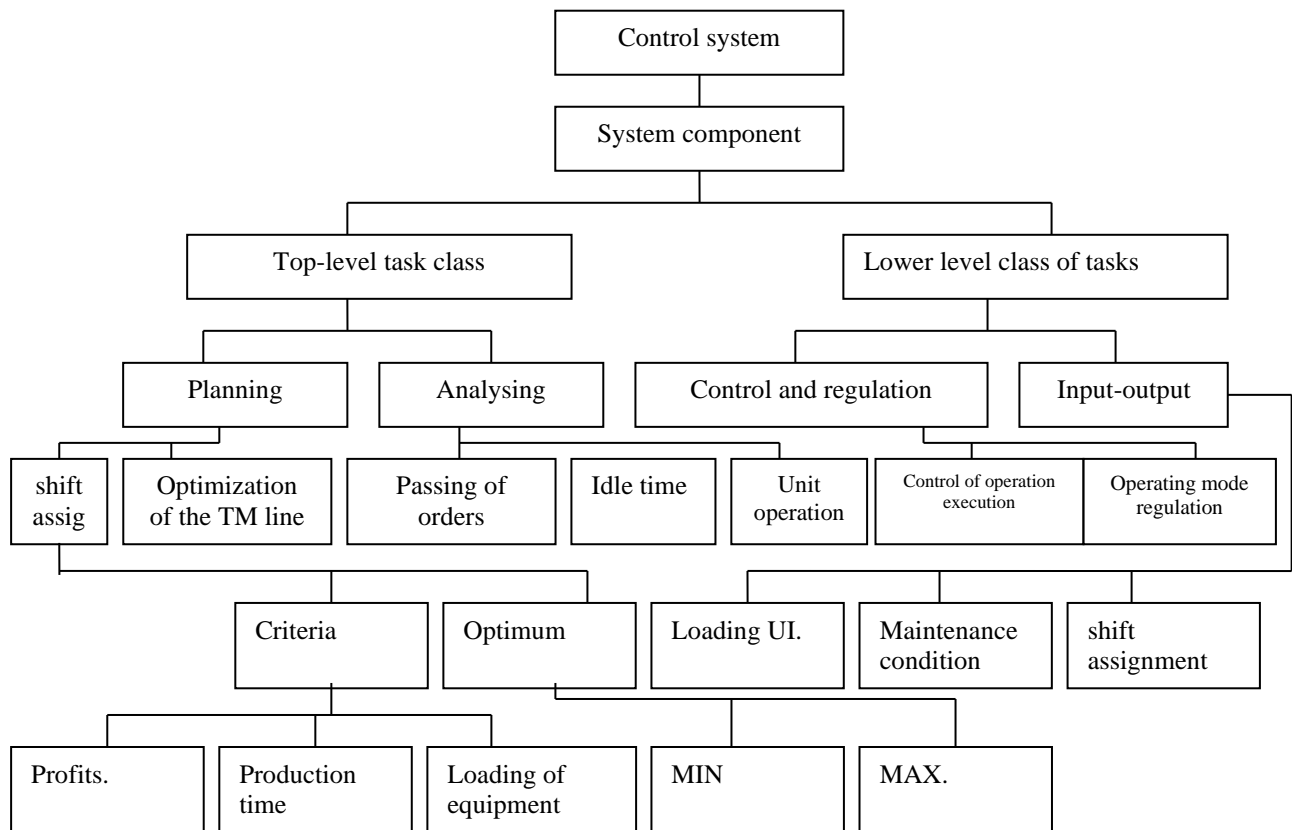 Control system
System component
Top-level task class
Lower level class of tasks
Planning
Analysing
Control and regulation
Input-output
shift
assig
Optimization
of the TM line
Passing of
orders
Idle time
Unit
operation
Control of operation
execution
Operating mode
regulation
Criteria
Optimum
Loading UI.
Maintenance
condition
shift
assignment
Profits.
Production
time
Loading of
equipment
MIN
MAX.